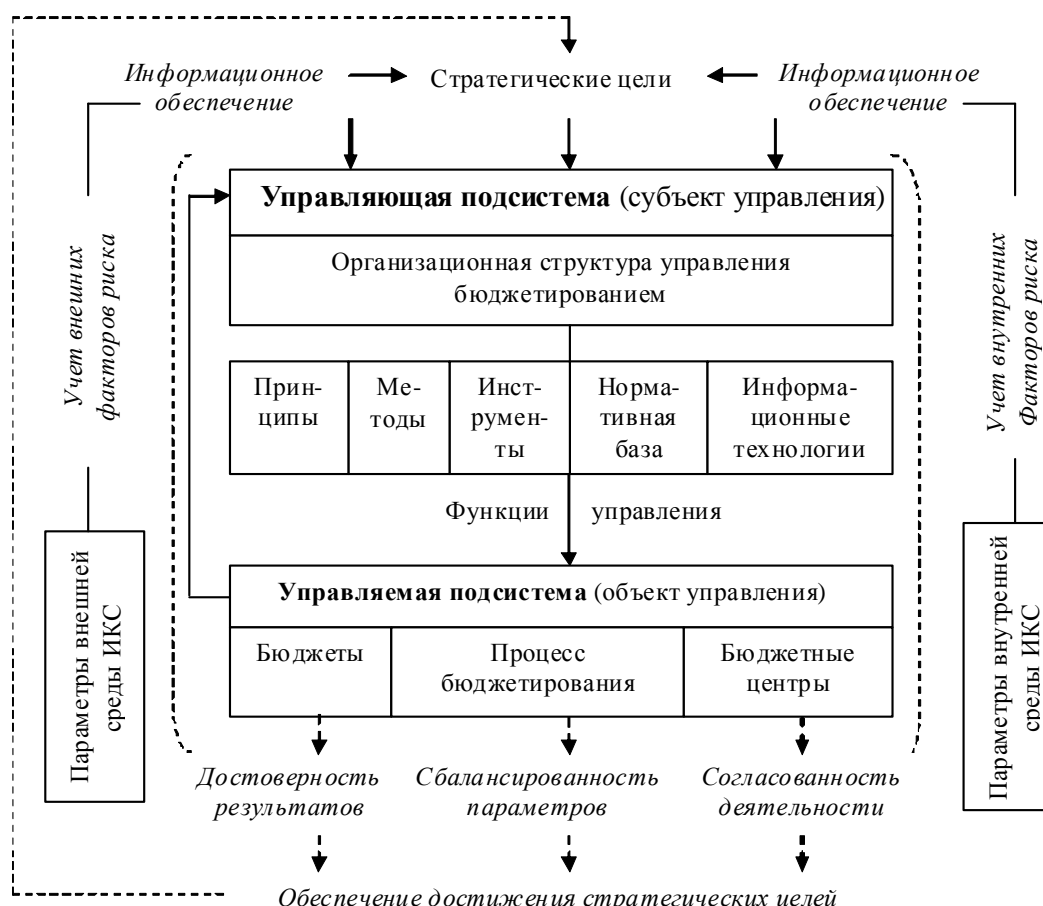 Информационное
обеспечение
Стратегические цели
Информационное
обеспечение
Управляющая подсистема (субъект управления)
Организационная структура управления
бюджетированием
Учет внешних
факторов риска
Учет внутренних
Факторов риска
Прин-
ципы
Ме-
тоды
Инст-
румен-
ты
Норма-
тивная
база
Информа-
ционные
технологии
Функции управления
Параметры внешней
среды ИКС
Параметры внутренней
среды ИКС
Управляемая подсистема (объект управления)
Бюджеты
Процесс
бюджетирования
Бюджетные
центры
Достоверность
результатов
Сбалансированность
параметров
Согласованность
деятельности
Обеспечение достижения стратегических целей